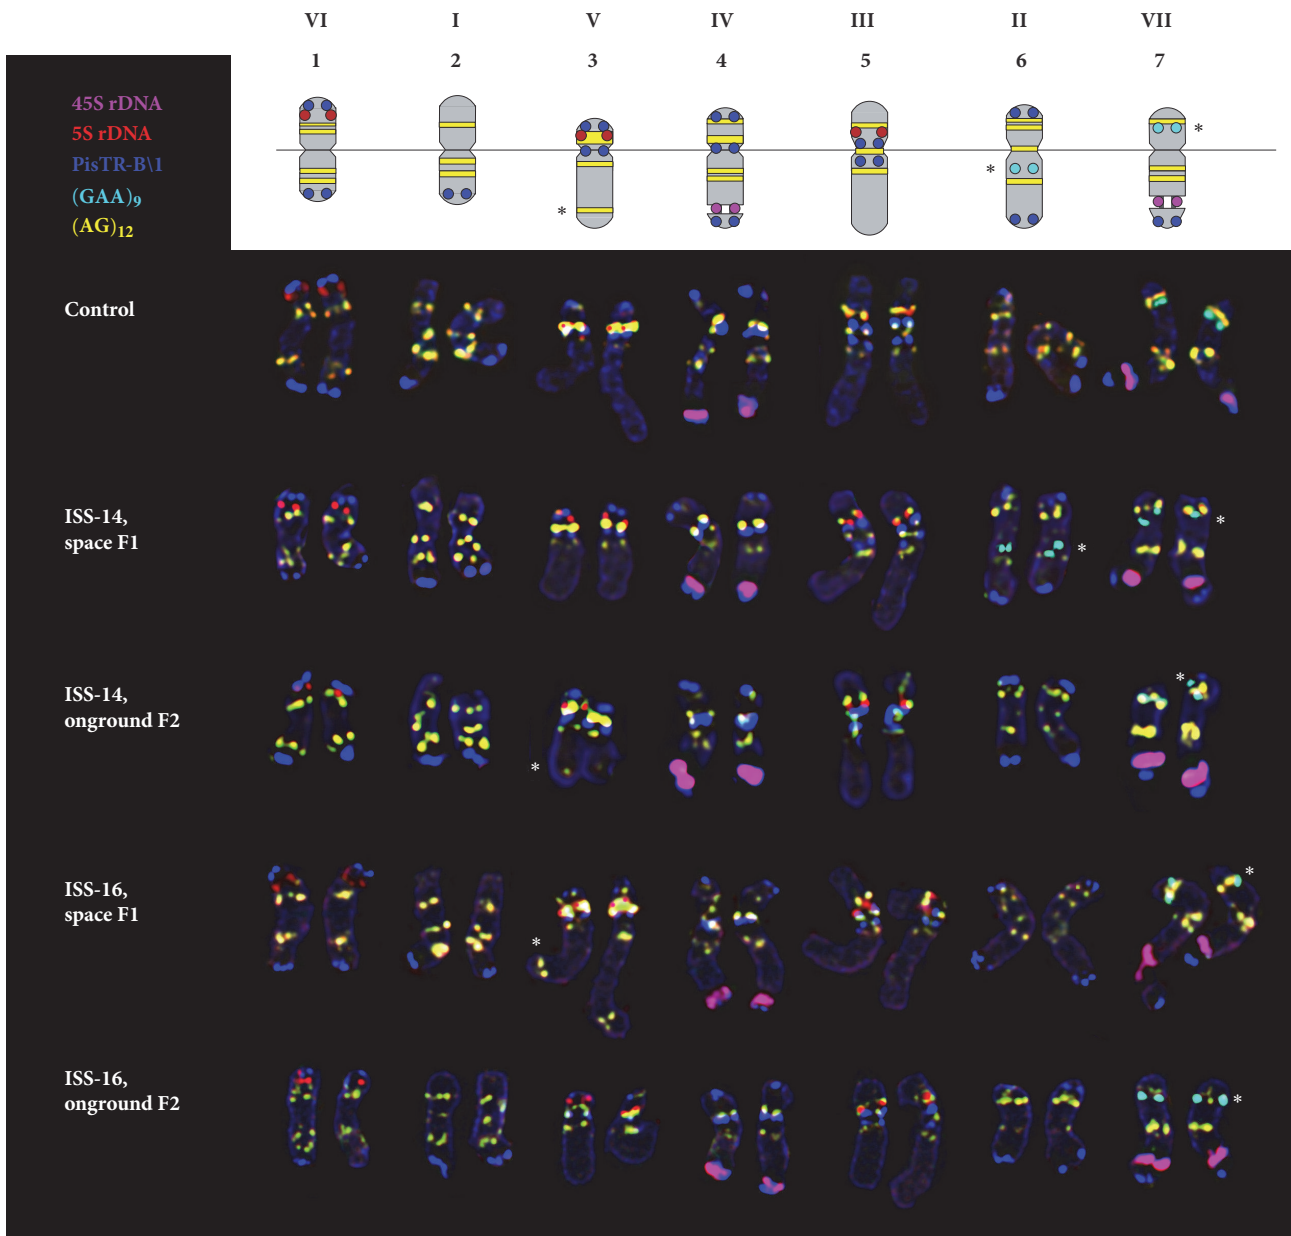 VI I V IV III II VII
1 2 3 4 5 6 7
45S rDNA
5S rDNA
PisTR-B\1
(GAA)9
(AG)12
*
*
*
Control
ISS-14,
space F1
*
*
ISS-14,
onground F2
*
*
ISS-16,
space F1
*
*
ISS-16,
onground F2
*